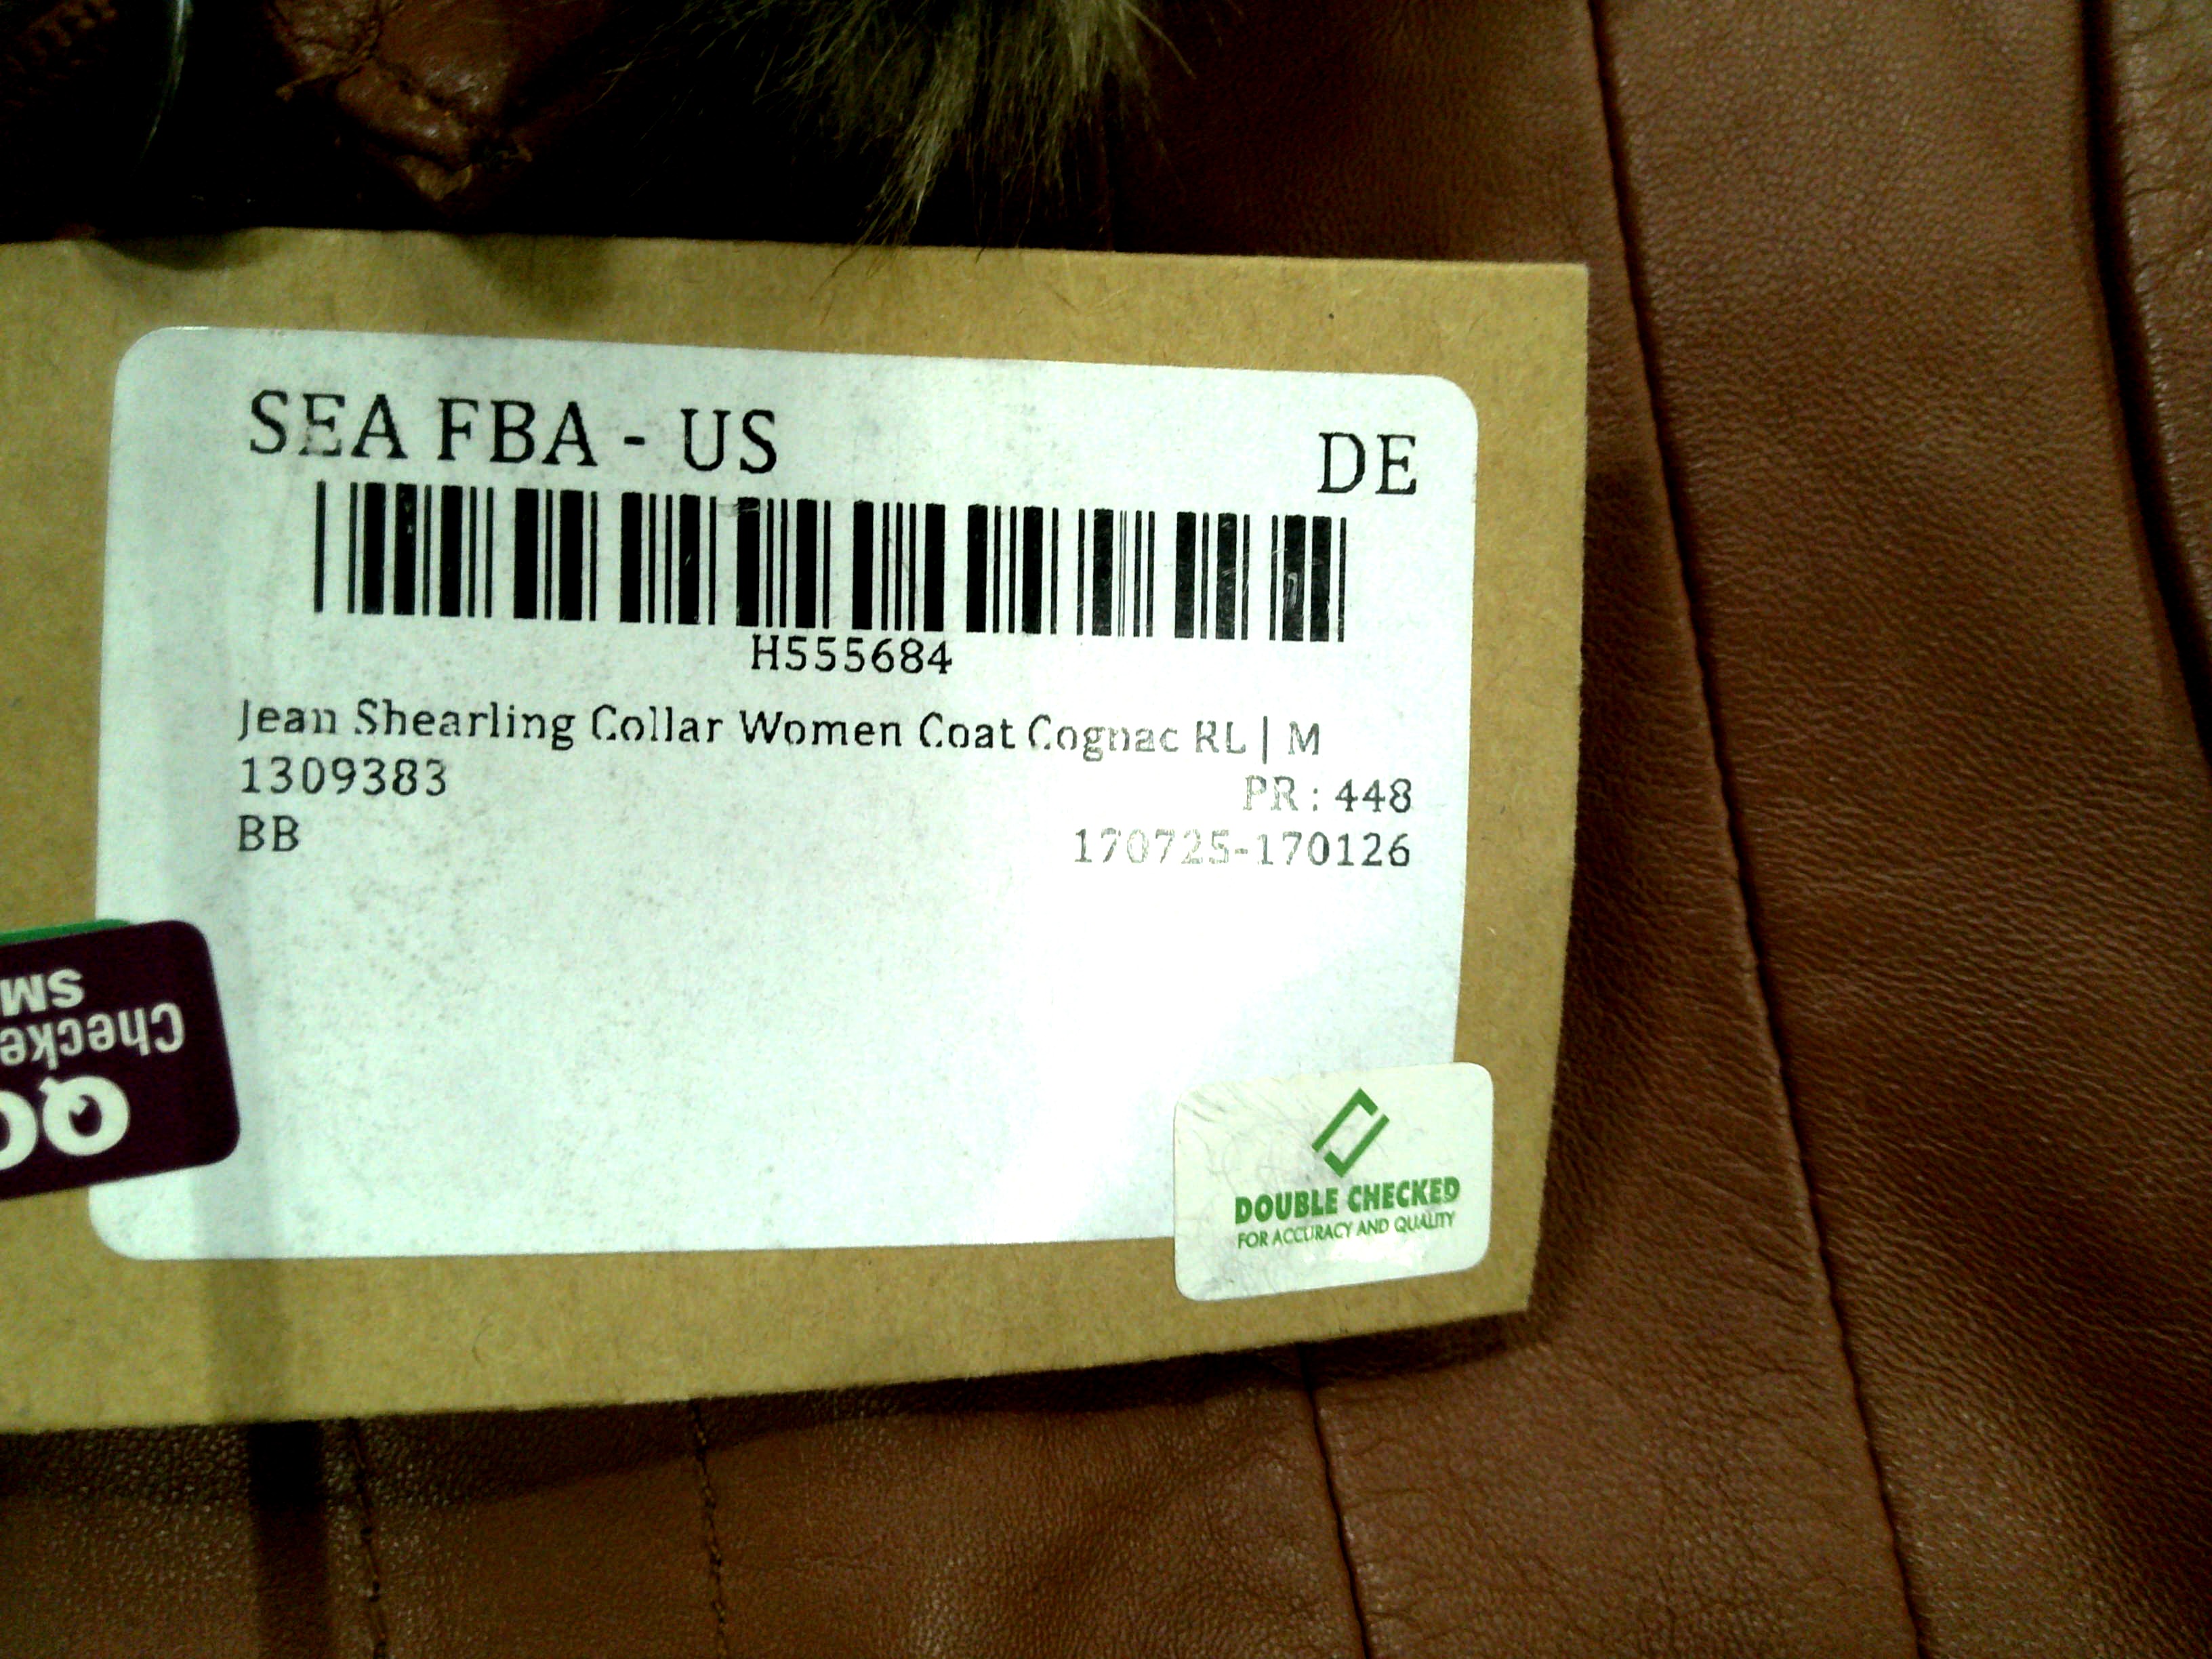 SEA FBA - US
DE
H555684
Jean Shearling Collar Women Coat Cognac RL | M
1309383
PR : 448
BB
170725-170126
SM
DOUBLE CHECKED
FOR ACCURACY AND QUALITY